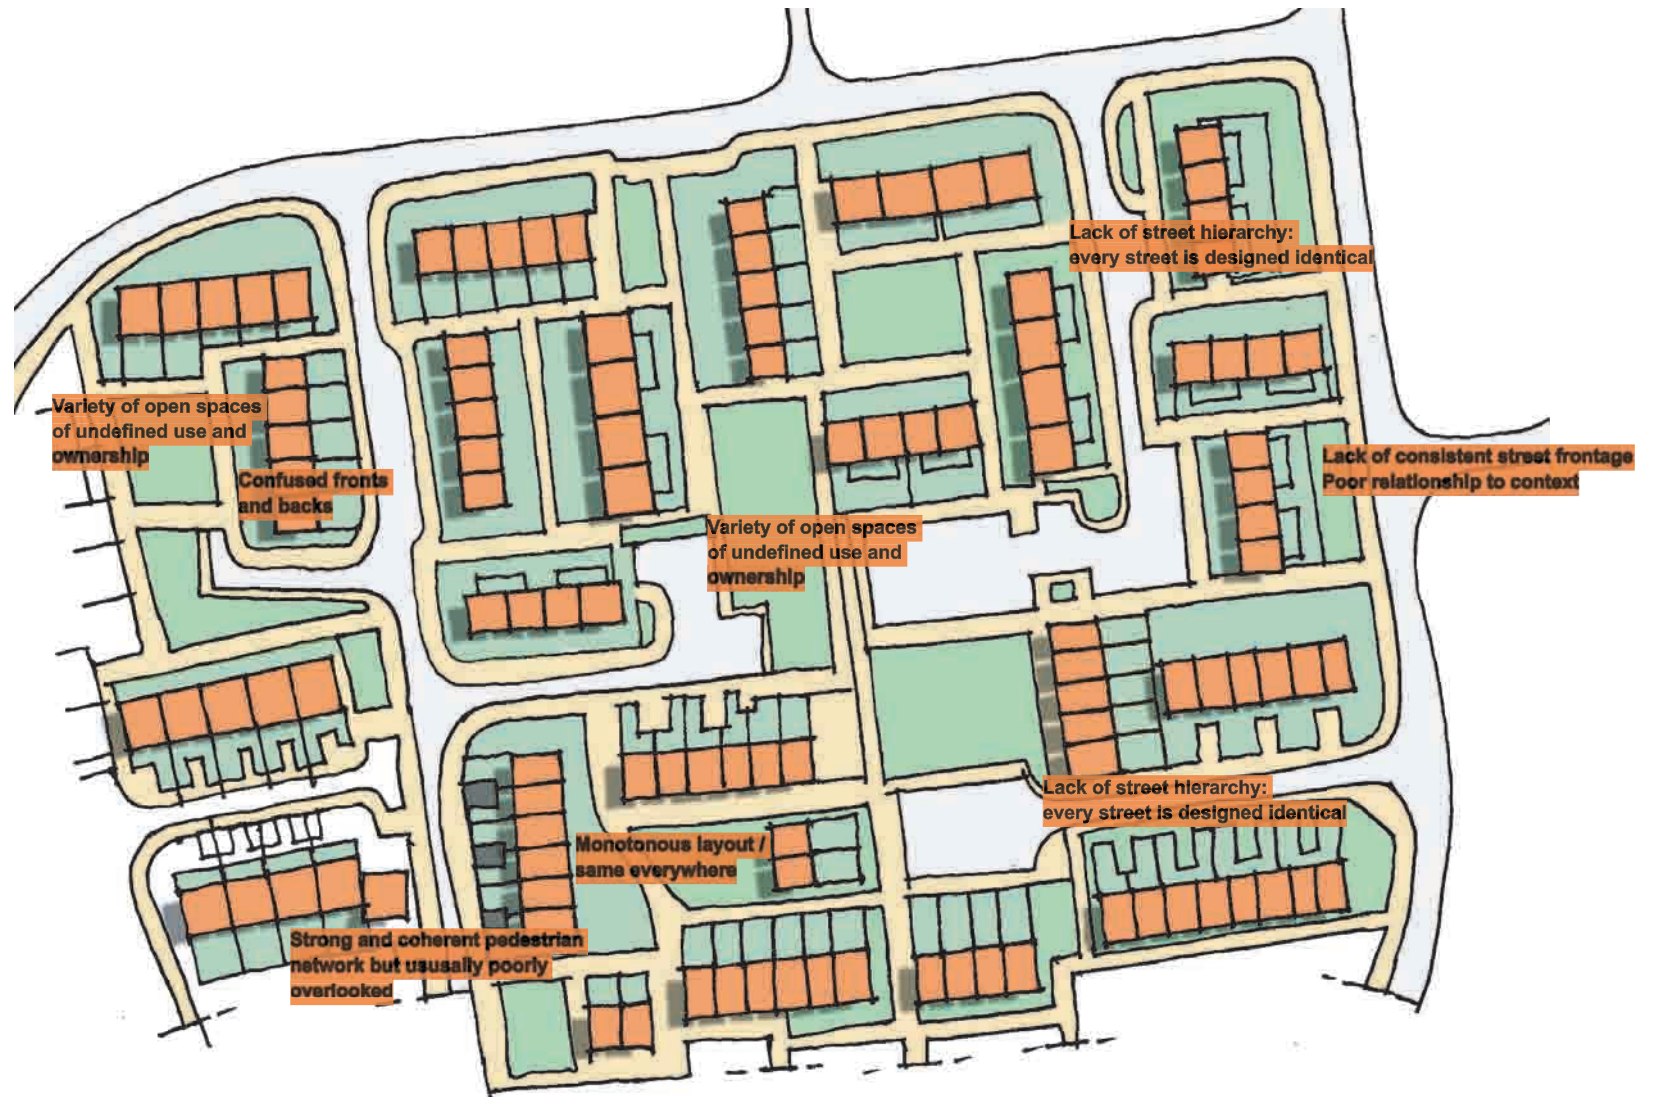 Lack of street hierarchy:
every street is designed identical
Variety of open spaces
of undefined use and
ownership
Confused fronts
and backs
Lack of consistent street frontage
Poor relationship to context
Variety of open spaces
of undefined use and
ownership
Lack of street hierarchy:
every street is designed identical
Monotonous layout /
same everywhere
Strong and coherent pedestrian
network but ususally poorly
overlooked